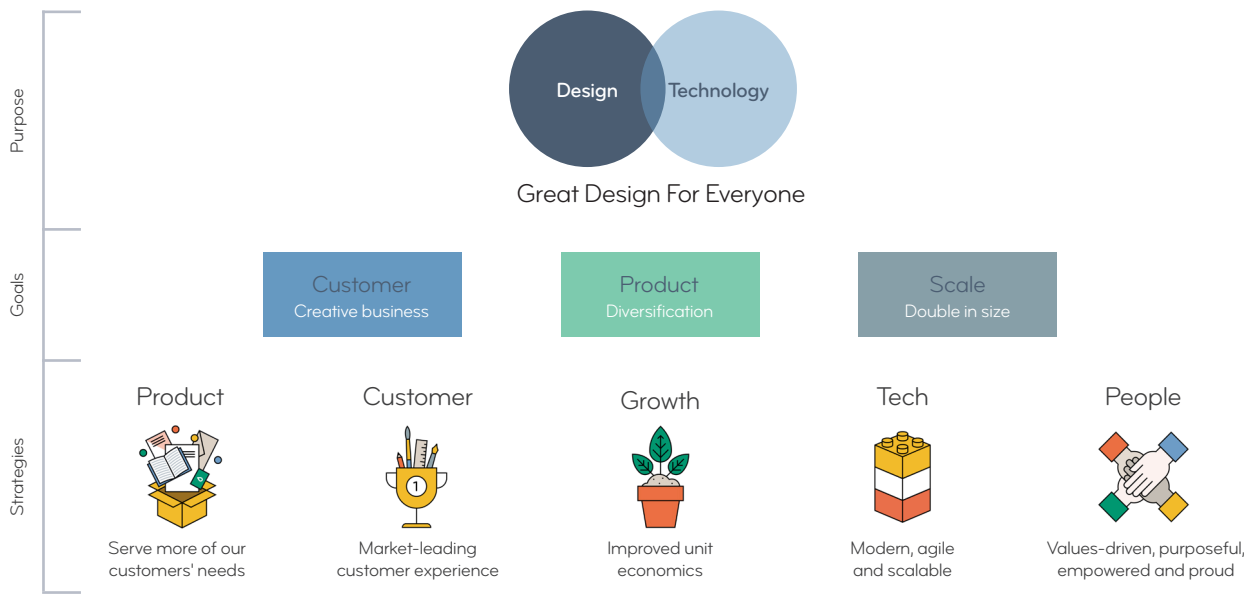 Purpose
Design
Technology
Great Design For Everyone
Goals
Customer
Creative business
Product
Diversification
Scale
Double in size
Strategies
Product
Serve more of our
customers' needs
Customer
1
Market-leading
customer experience
Growth
Improved unit
economics
Tech
Modern, agile
and scalable
People
Values-driven, purposeful,
empowered and proud